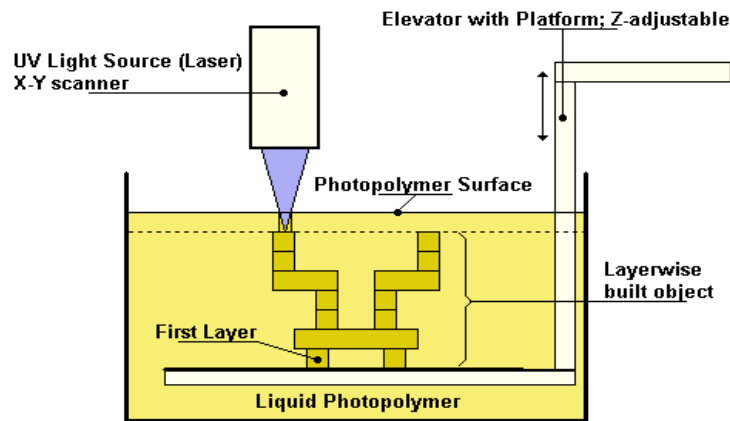 Elevator with Platform; Z-adjustable
UV Light Source (Laser)
X-Y scanner
Photopolymer Surface
Layerwise
built object
First Layer
Liquid Photopolymer